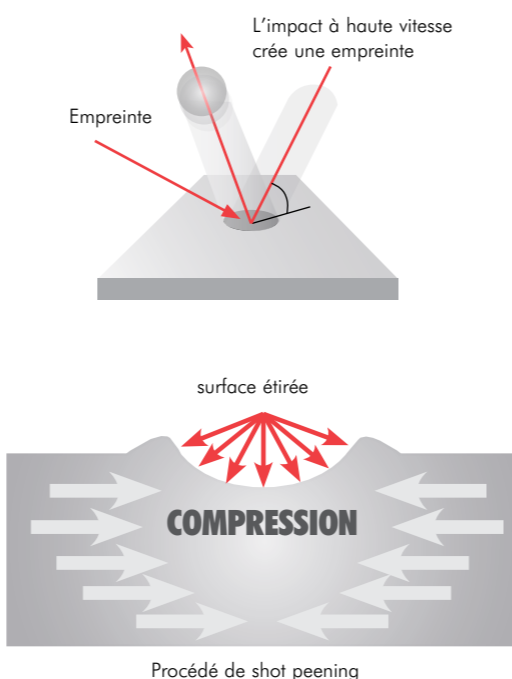 L'impact à haute vitesse
crée une empreinte
Empreinte
surface étirée
COMPRESSION
Procédé de shot peening